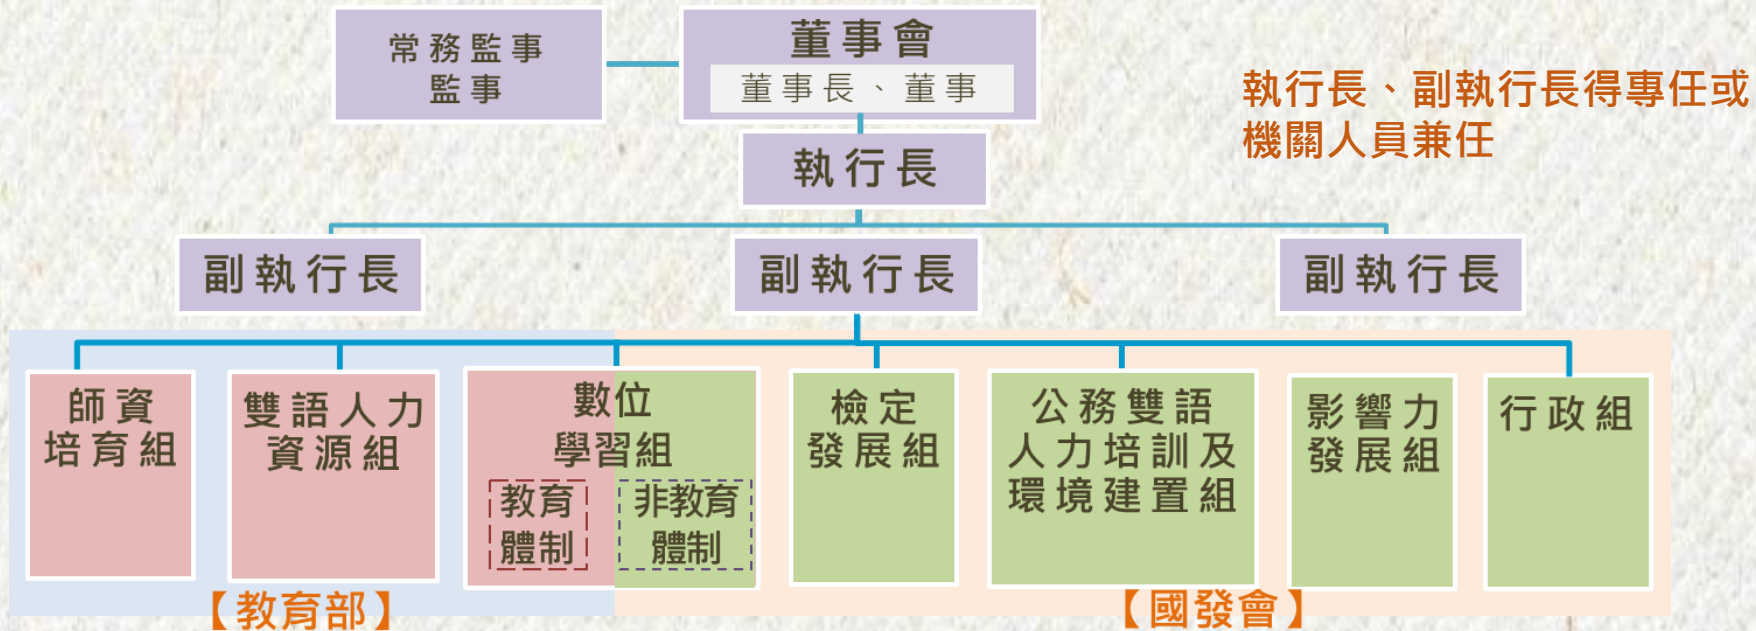 常務監事
監事
董事會
董事長、董事
執行長、副執行長得專任或
機關人員兼任
執行長
副執行長
副執行長
副執行長
師資
培育組
雙語人力
資源組
數位
學習組
教育
體制
非教育
體制
檢定
發展組
公務雙語
人力培訓及
環境建置組
影響力
發展組
行政組
【教育部】
【國發會】